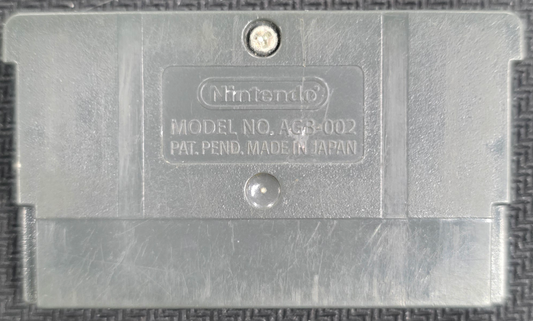 Nintendo
MODEL NO. AGB-002
PAT. PEND. MADE IN JAPAN